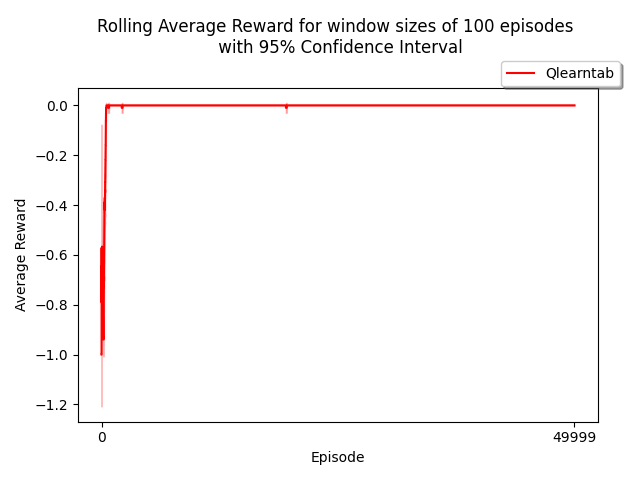 Rolling Average Reward for window sizes of 100 episodes
with 95% Confidence Interval
Qlearntab
0.0
−0.2
−0.4
−0.6
−0.8
−1.0
−1.2
Average Reward
0
49999
Episode